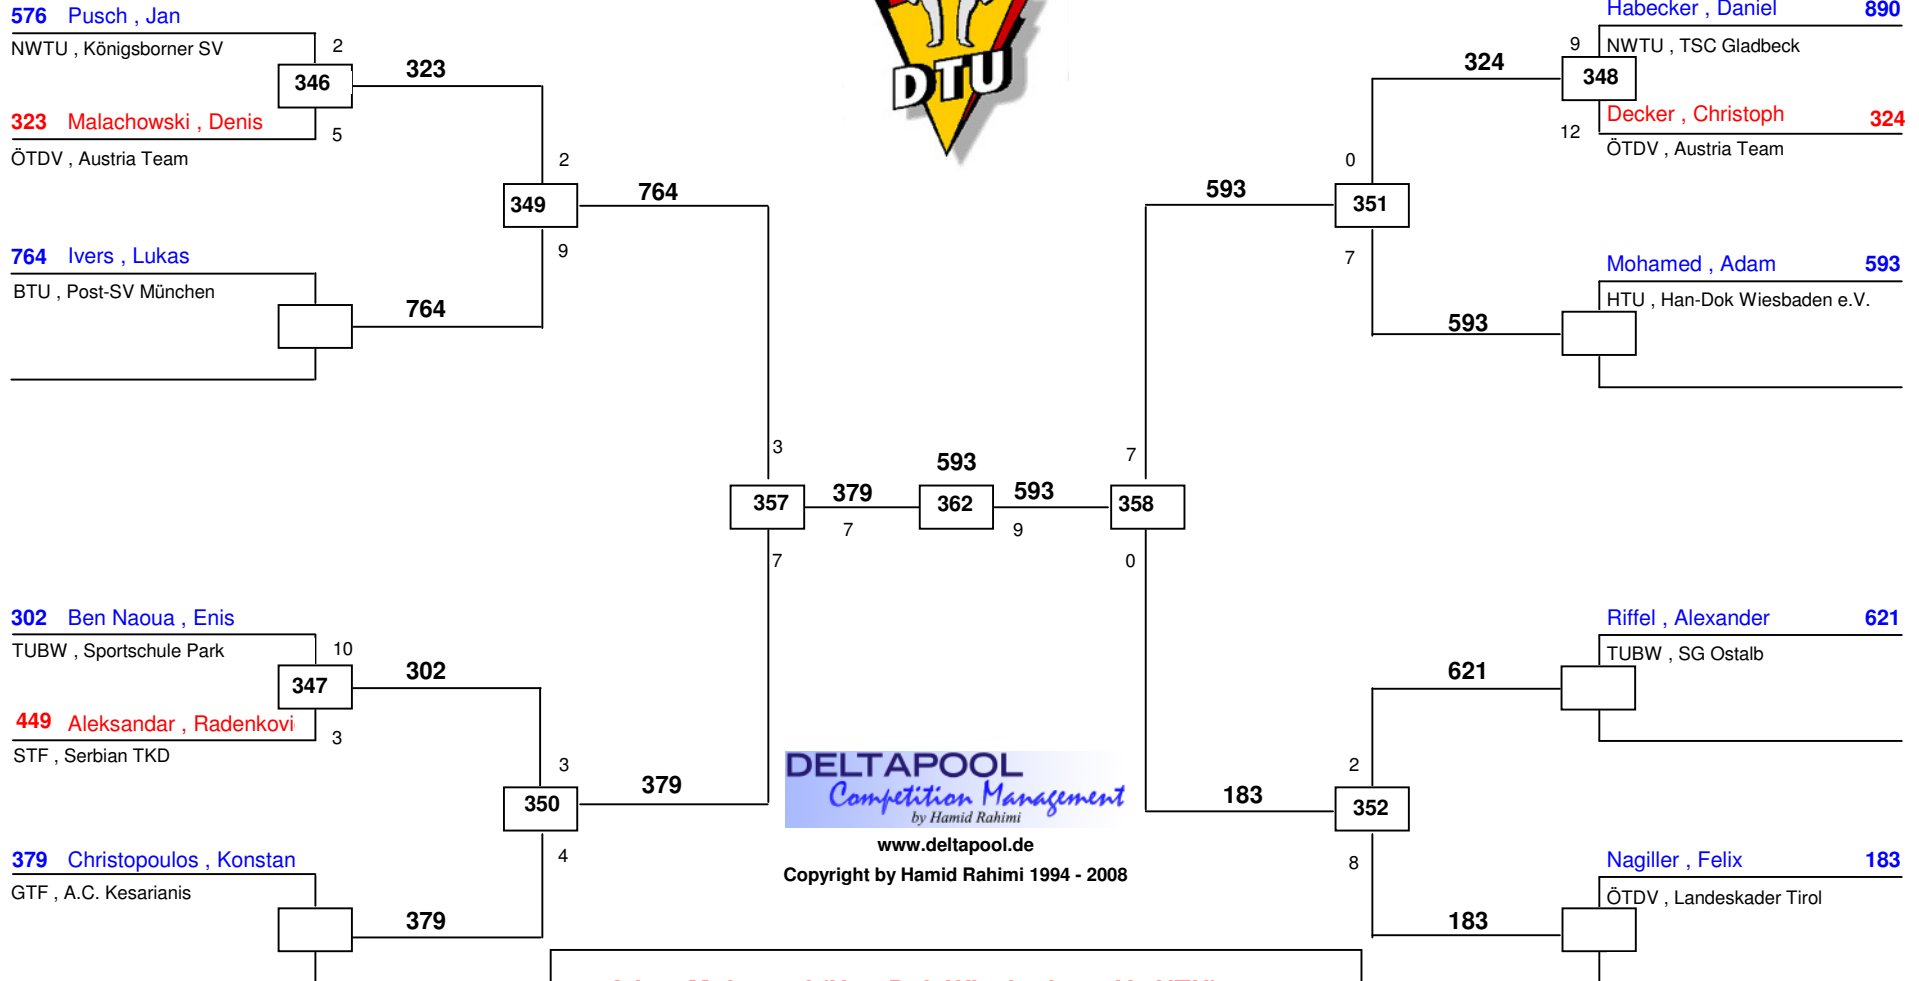 576 Pusch , Jan
NWTU , Königsborner SV
2
346
323
323 Malachowski , Denis
5
ÖTDV , Austria Team
2
349
764
9
764 Ivers , Lukas
BTU , Post-SV München
764
DTU
Habecker , Daniel 890
9
NWTU , TSC Gladbeck
324
348
Decker , Christoph 324
12
ÖTDV , Austria Team
0
593
351
7
Mohamed , Adam 593
HTU , Han-Dok Wiesbaden e.V.
593
3
357
7
379
7
593
362
593
9
7
358
0
302 Ben Naoua , Enis
TUBW , Sportschule Park
10
347
302
449 Aleksandar , Radenkovi
3
STF , Serbian TKD
3
350
379
4
379 Christopoulos , Konstan
GTF , A.C. Kesarianis
379
DELTAPOOL
Competition Management
by Hamid Rahimi
www.deltapool.de
Copyright by Hamid Rahimi 1994 - 2008
Riffel , Alexander 621
TUBW , SG Ostalb
621
2
183
352
8
Nagiller , Felix 183
ÖTDV , Landeskader Tirol
183